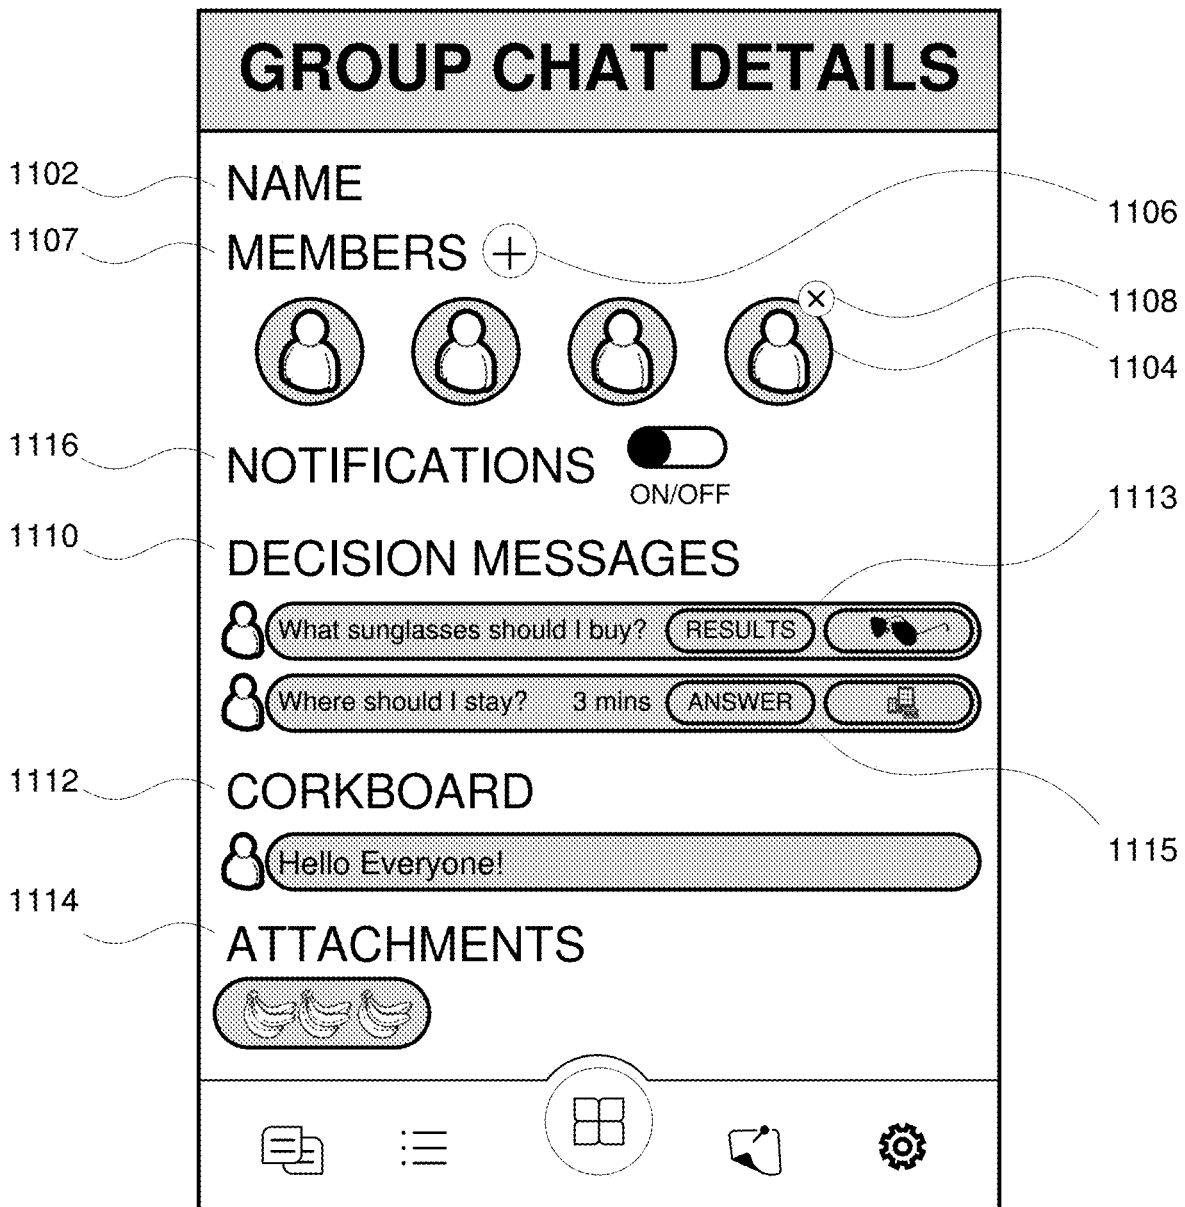 GROUP CHAT DETAILS
1102
NAME
1106
1107
MEMBERS
1108
1104
1116
NOTIFICATIONS
ON/OFF
1113
1110
DECISION MESSAGES
What sunglasses should I buy? RESULTS
Where should I stay? 3 mins ANSWER
1112
CORKBOARD
1115
Hello Everyone!
1114
ATTACHMENTS